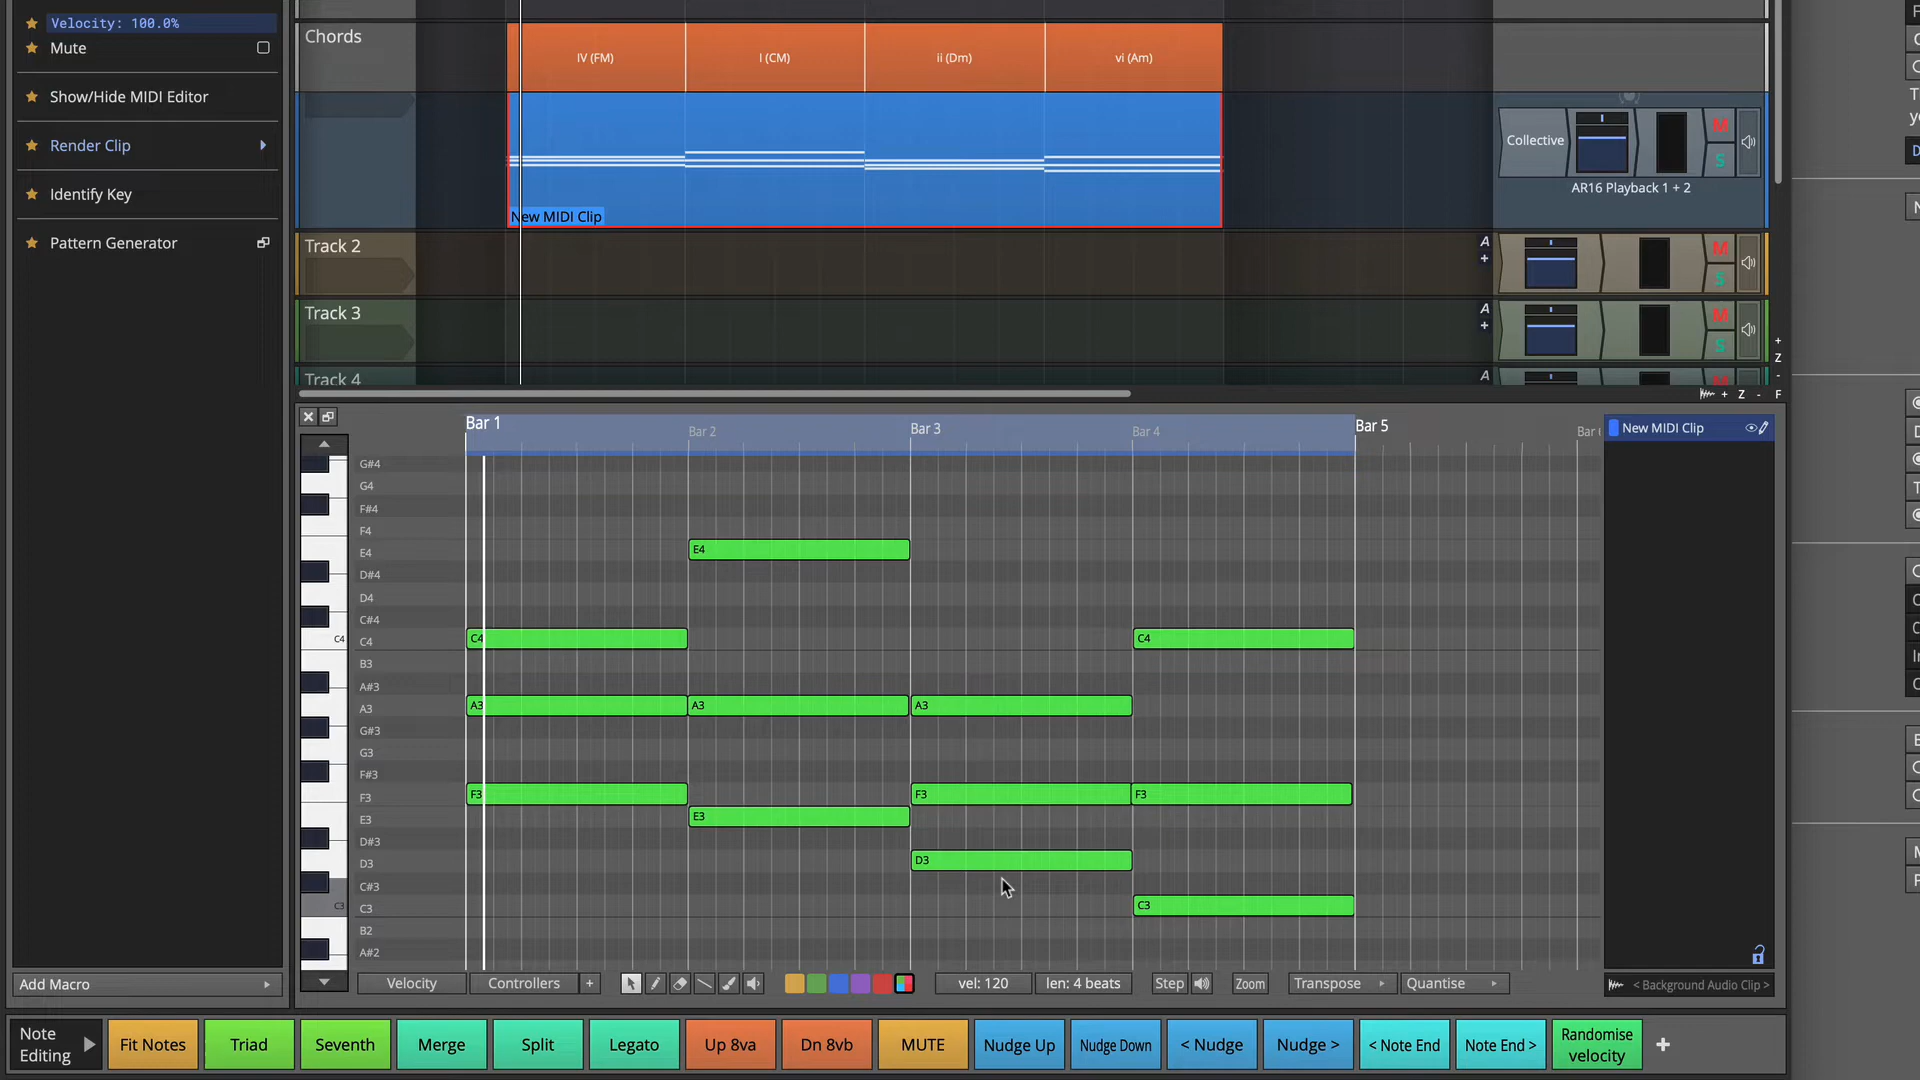 Velocity: 100.0%
Mute
Show/Hide MIDI Editor
Render Clip
Identify Key
Pattern Generator
Add Macro
Chords
IV (FM)
I (CM)
ii (Dm)
vi (Am)
New MIDI Clip
Collective
M
S
AR16 Playback 1 + 2
Track 2
A
+
M
S
Track 3
A
+
M
S
Track 4
A
+
Z
-
+ Z - F
Bar 1
Bar 2
Bar 3
Bar 4
Bar 5
Bar
New MIDI Clip
G#4
G4
F#4
F4
E4
D#4
D4
C#4
C4
C4
B3
A#3
A3
G#3
G3
F#3
F3
E3
D#3
D3
C#3
C3
C3
B2
A#2
E4
C4
C4
A3
A3
A3
F3
F3
F3
E3
D3
C3
Velocity
Controllers
+
vel: 120
len: 4 beats
Step
Zoom
Transpose
Quantise
< Background Audio Clip >
Note Editing
Fit Notes
Triad
Seventh
Merge
Split
Legato
Up 8va
Dn 8vb
MUTE
Nudge Up
Nudge Down
< Nudge
Nudge >
< Note End
Note End >
Randomise
velocity
+